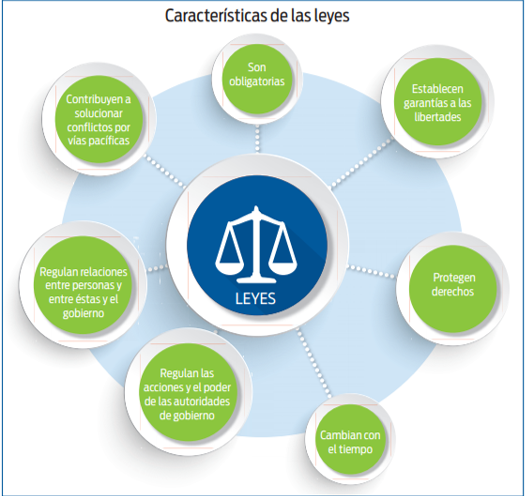 Características de las leyes
Son
obligatorias
Establecen
garantías a las
libertades
Protegen
derechos
Cambian con
el tiempo
Regulan las
acciones y el poder
de las autoridades
de gobierno
Regulan relaciones
entre personas y
entre éstas y el
gobierno
Contribuyen a
solucionar
conflictos por
vías pacíficas
LEYES